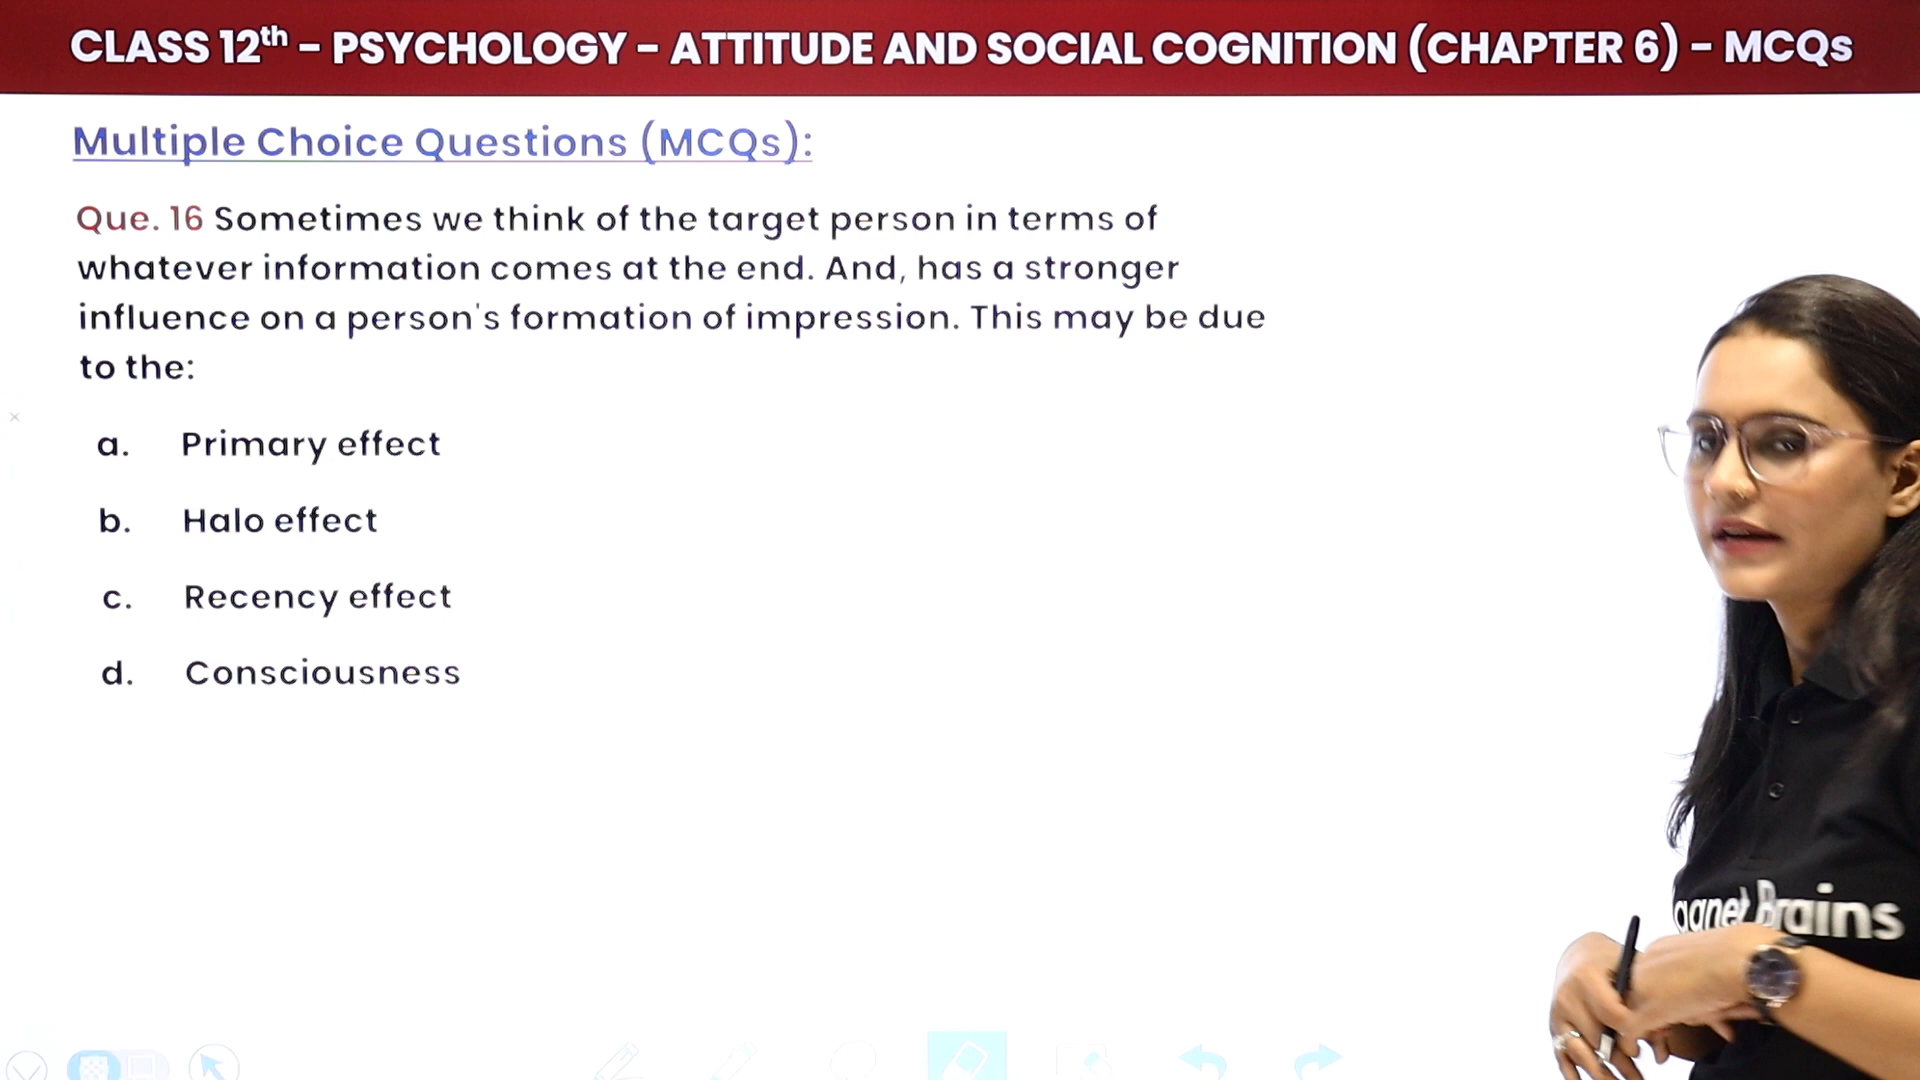 CLASS 12th – PSYCHOLOGY – ATTITUDE AND SOCIAL COGNITION (CHAPTER 6) – MCQs
Multiple Choice Questions (MCQs):
Que. 16 Sometimes we think of the target person in terms of
whatever information comes at the end. And, has a stronger
influence on a person's formation of impression. This may be due
to the:
a. Primary effect
b. Halo effect
c. Recency effect
d. Consciousness
Brains